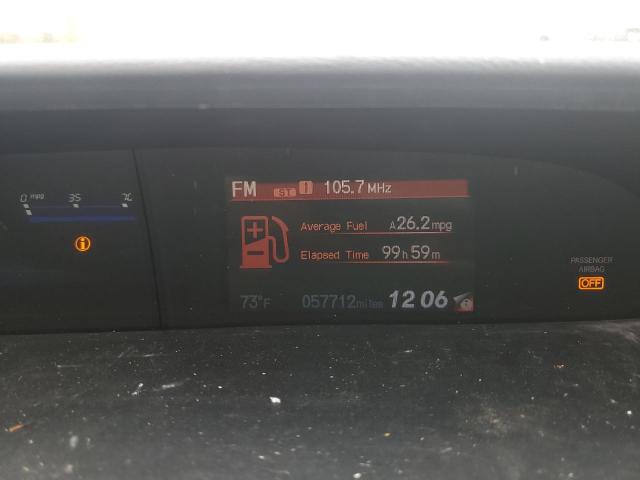 FM ST i 105.7 MHz
0 mpg 35
Average Fuel A 26.2 mpg
Elapsed Time 99 h 59 m
PASSENGER
AIRBAG
OFF
73°F 057712 miles 12 06